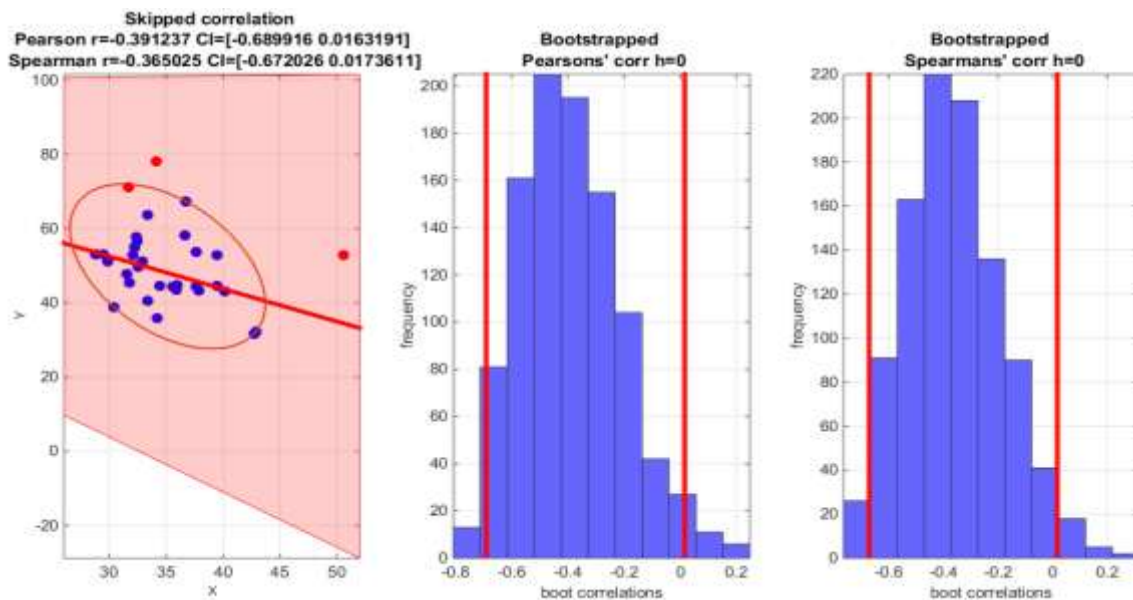 Skipped correlation
Pearson r=-0.391237 CI=[-0.689916 0.0163191]
Spearman r=-0.365025 CI=[-0.672026 0.0173611]
100
80
60
40
20
0
-20
Y
30 35 40 45 50
X
Bootstrapped
Pearsons' corr h=0
200
180
160
140
120
100
80
60
40
20
0
frequency
-0.8 -0.6 -0.4 -0.2 0 0.2
boot correlations
Bootstrapped
Spearmans' corr h=0
220
200
180
160
140
120
100
80
60
40
20
0
frequency
-0.6 -0.4 -0.2 0 0.2
boot correlations